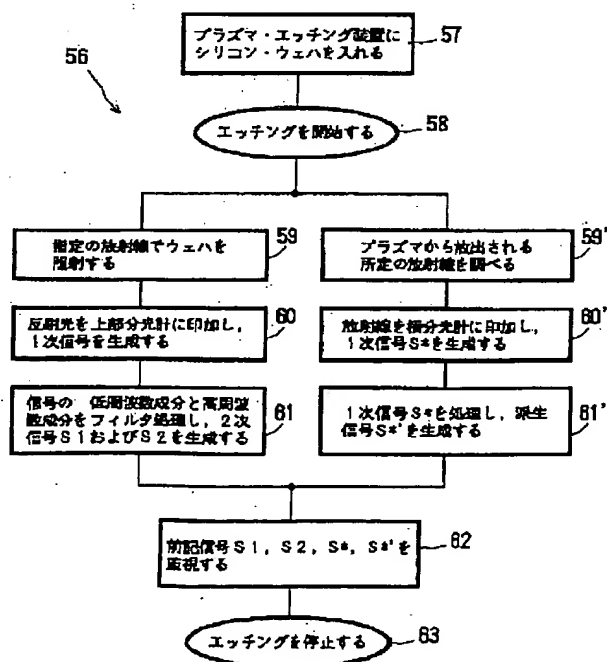 56
プラズマ・エッチング装置に
シリコン・ウェハを入れる
57
エッチングを開始する
58
指定の放射線でウェハを
照射する
59
プラズマから放出される
所定の放射線を調べる
59'
反射光を上部分光計に印加し,
1次信号を生成する
60
放射線を横分光計に印加し,
1次信号S*を生成する
60'
信号の 低周波数成分と高周波
数成分をフィルタ処理し, 2次
信号S1およびS2を生成する
61
1次信号S*を処理し, 派生
信号S*'を生成する
61'
前記信号S1, S2, S*, S*'を
監視する
62
エッチングを停止する
63